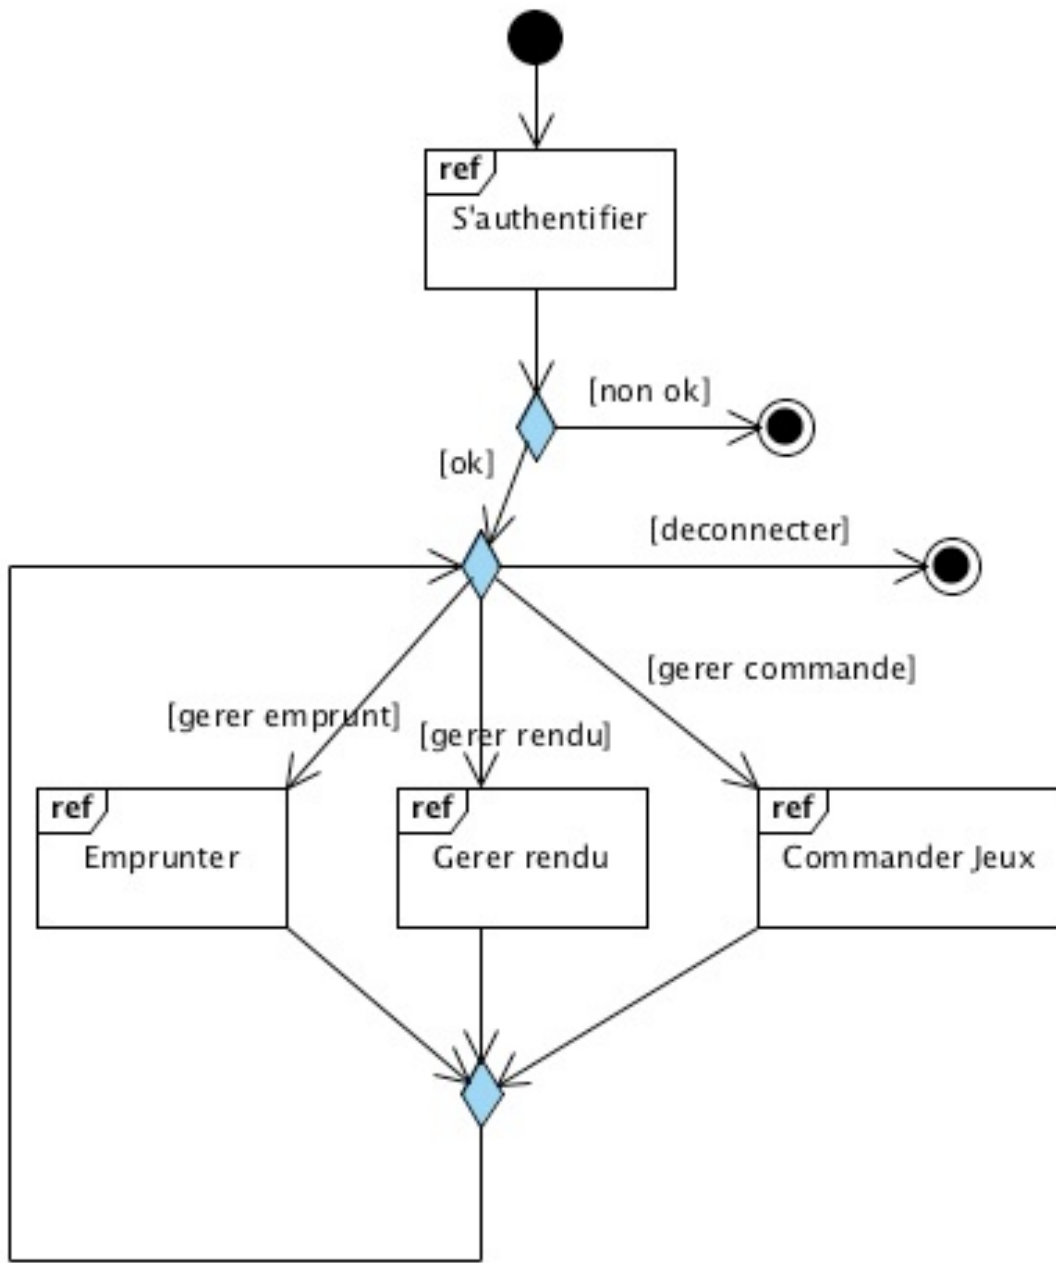 ref
S'authentifier
[non ok]
[ok]
[deconnecter]
[gerer commande]
[gerer emprunt]
[gerer rendu]
ref
Emprunter
ref
Gerer rendu
ref
Commander Jeux